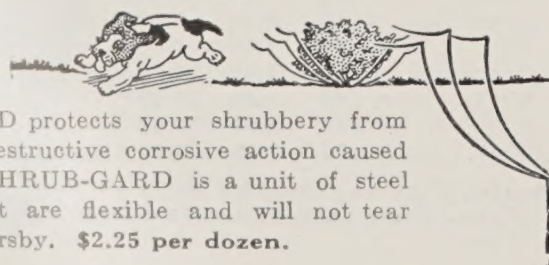 D protects your shrubbery from
estructive corrosive action caused
HRUB-GARD is a unit of steel
t are flexible and will not tear
rsby. $2.25 per dozen.